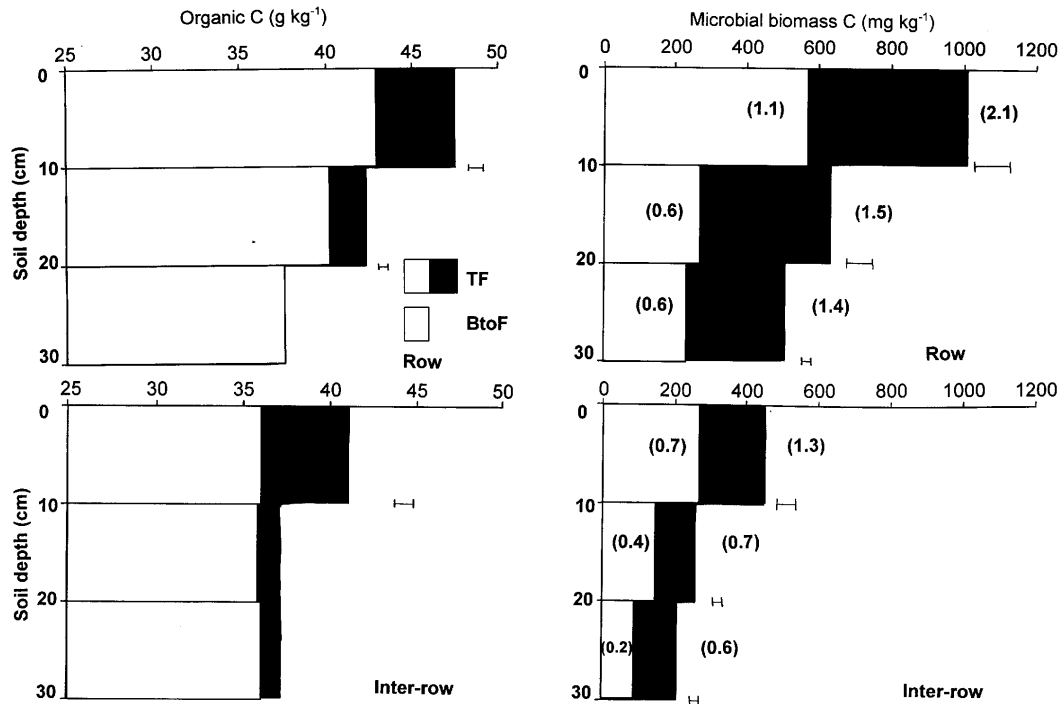 Organic C (g kg⁻¹)
25 30 35 40 45 50
0
10
20
30
Soil depth (cm)
TF
BtoF
Row
Microbial biomass C (mg kg⁻¹)
0 200 400 600 800 1000 1200
0
10
20
30
(1.1) (2.1)
(0.6) (1.5)
(0.6) (1.4)
Row
25 30 35 40 45 50
0
10
20
30
Soil depth (cm)
Inter-row
0 200 400 600 800 1000 1200
0
10
20
30
(0.7) (1.3)
(0.4) (0.7)
(0.2) (0.6)
Inter-row